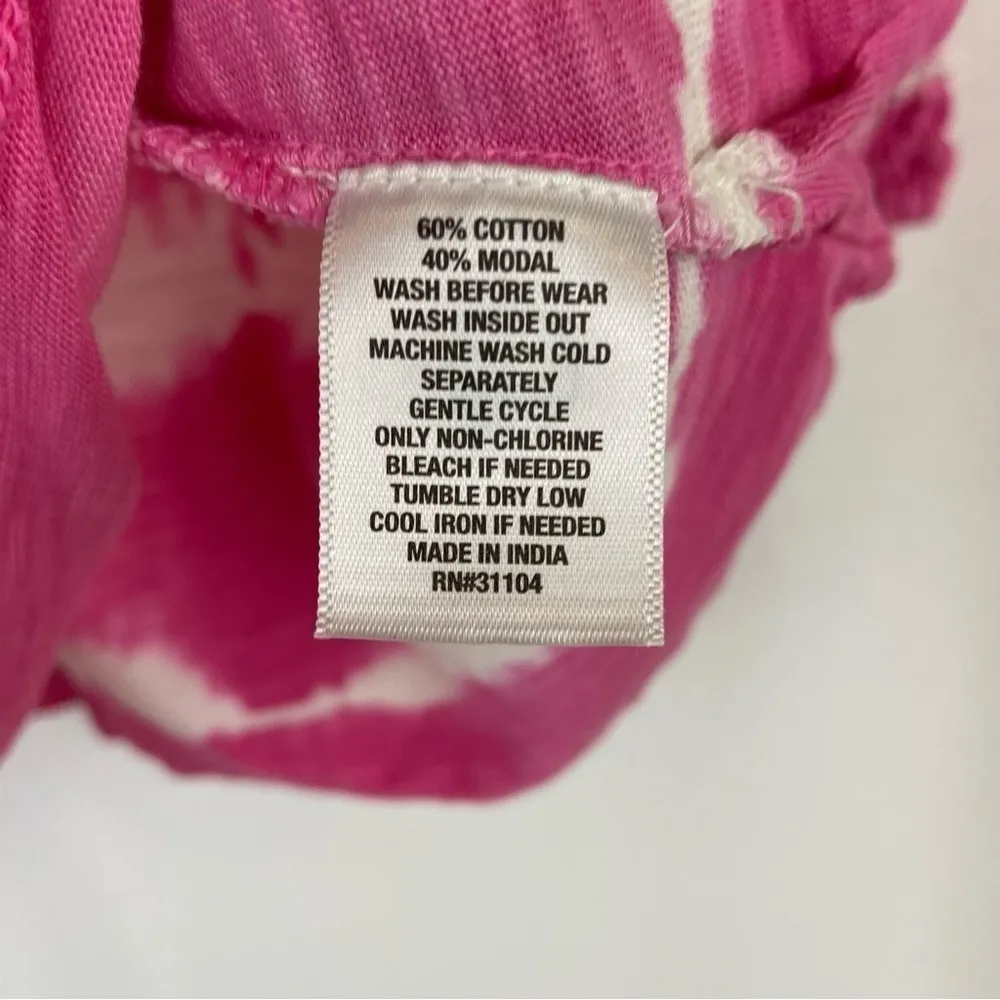 60% COTTON
40% MODAL
WASH BEFORE WEAR
WASH INSIDE OUT
MACHINE WASH COLD
SEPARATELY
GENTLE CYCLE
ONLY NON-CHLORINE
BLEACH IF NEEDED
TUMBLE DRY LOW
COOL IRON IF NEEDED
MADE IN INDIA
RN#31104